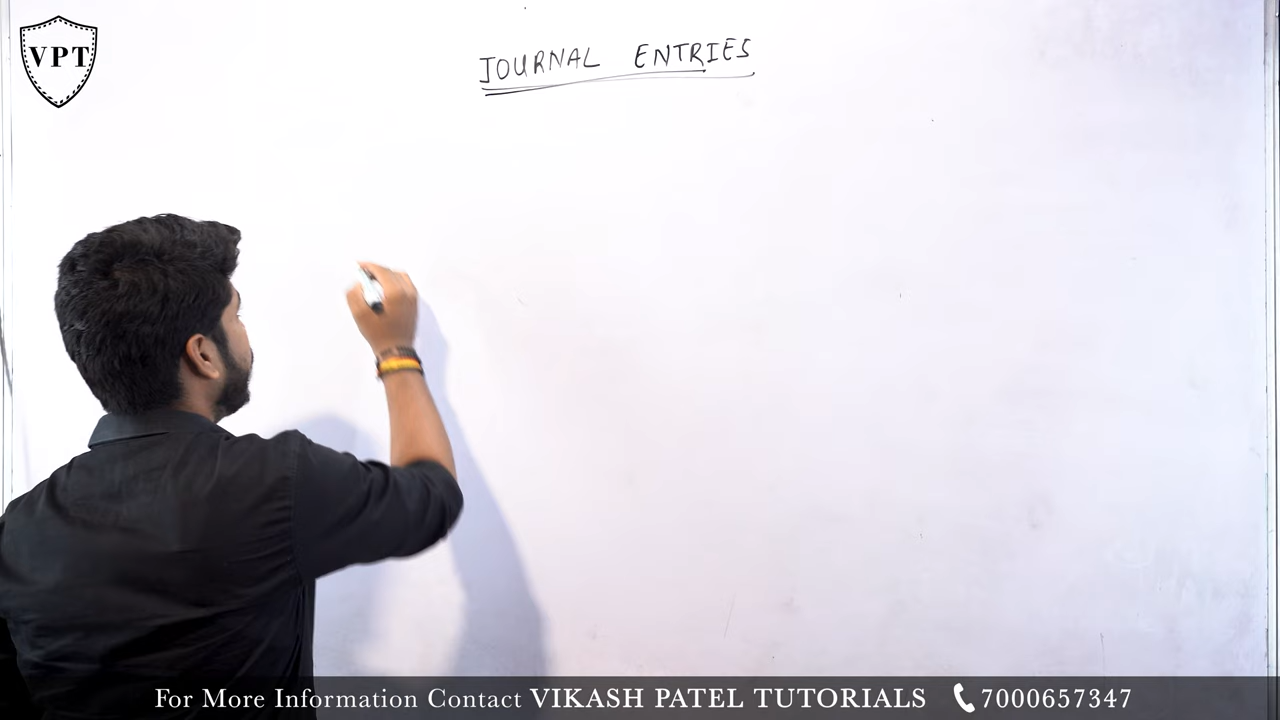 VPT
JOURNAL ENTRIES
For More Information Contact VIKASH PATEL TUTORIALS 7000657347